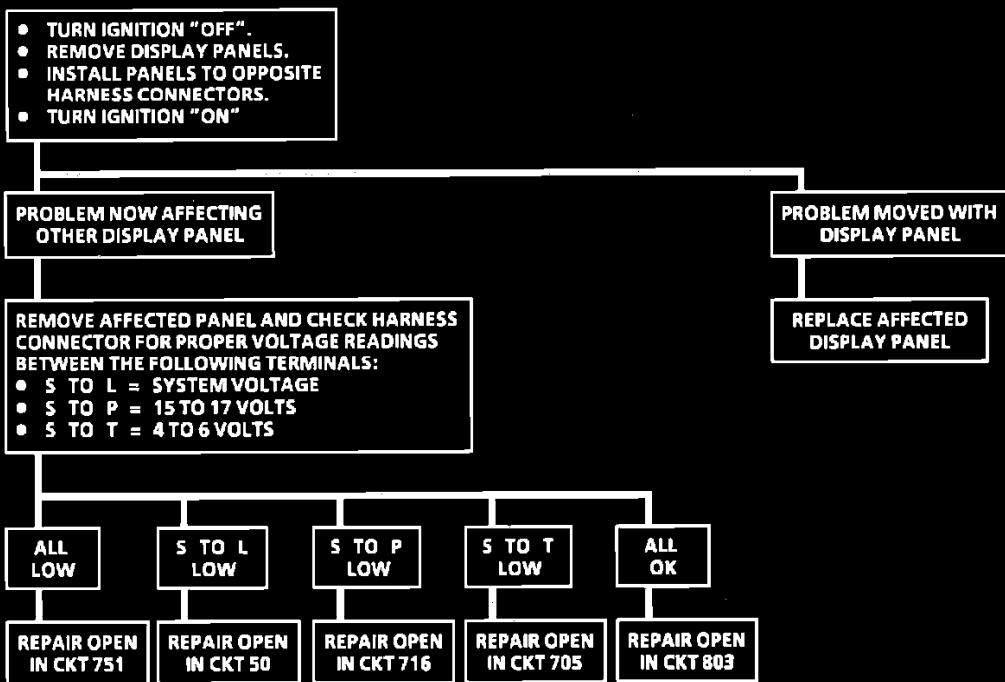 • TURN IGNITION "OFF".
• REMOVE DISPLAY PANELS.
• INSTALL PANELS TO OPPOSITE
HARNESS CONNECTORS.
• TURN IGNITION "ON"
PROBLEM NOW AFFECTING
OTHER DISPLAY PANEL
PROBLEM MOVED WITH
DISPLAY PANEL
REMOVE AFFECTED PANEL AND CHECK HARNESS
CONNECTOR FOR PROPER VOLTAGE READINGS
BETWEEN THE FOLLOWING TERMINALS:
• S TO L = SYSTEM VOLTAGE
• S TO P = 15 TO 17 VOLTS
• S TO T = 4 TO 6 VOLTS
REPLACE AFFECTED
DISPLAY PANEL
ALL
LOW
S TO L
LOW
S TO P
LOW
S TO T
LOW
ALL
OK
REPAIR OPEN
IN CKT 751
REPAIR OPEN
IN CKT 50
REPAIR OPEN
IN CKT 716
REPAIR OPEN
IN CKT 705
REPAIR OPEN
IN CKT 803